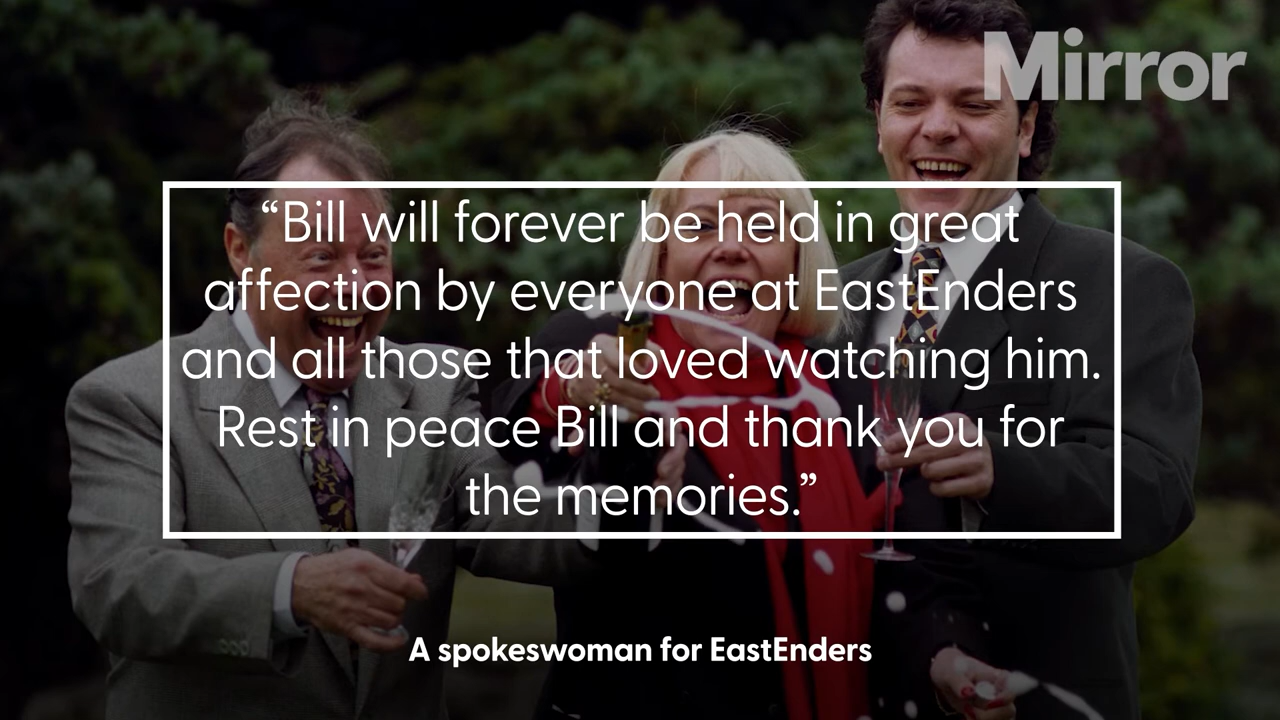 Mirror
“Bill will forever be held in great
affection by everyone at EastEnders
and all those that loved watching him.
Rest in peace Bill and thank you for
the memories.”
A spokeswoman for EastEnders